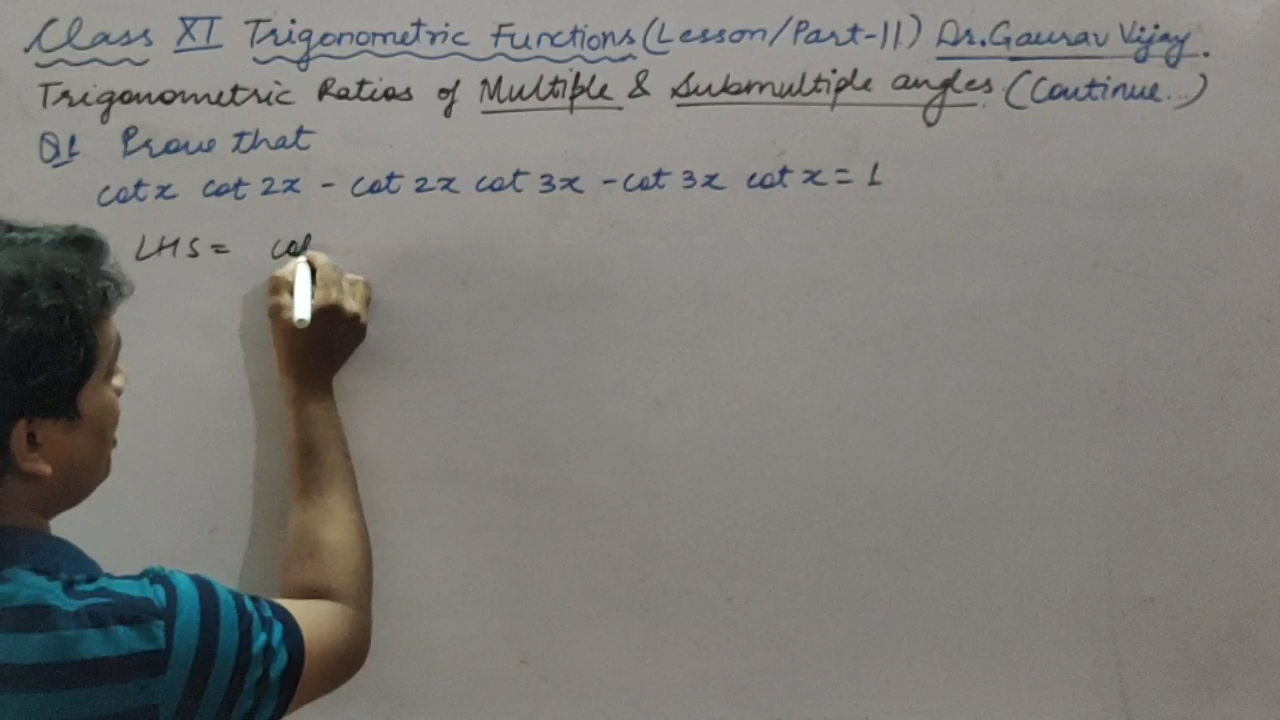 Class XI Trigonometric Functions (Lesson/Part-11) Dr. Gaurav Vijay.
Trigonometric Ratios of Multiple & Submultiple angles. (Continue...)
Q1 Prove that
cot x cot 2x - cot 2x cot 3x - cot 3x cot x = 1
LHS = cot